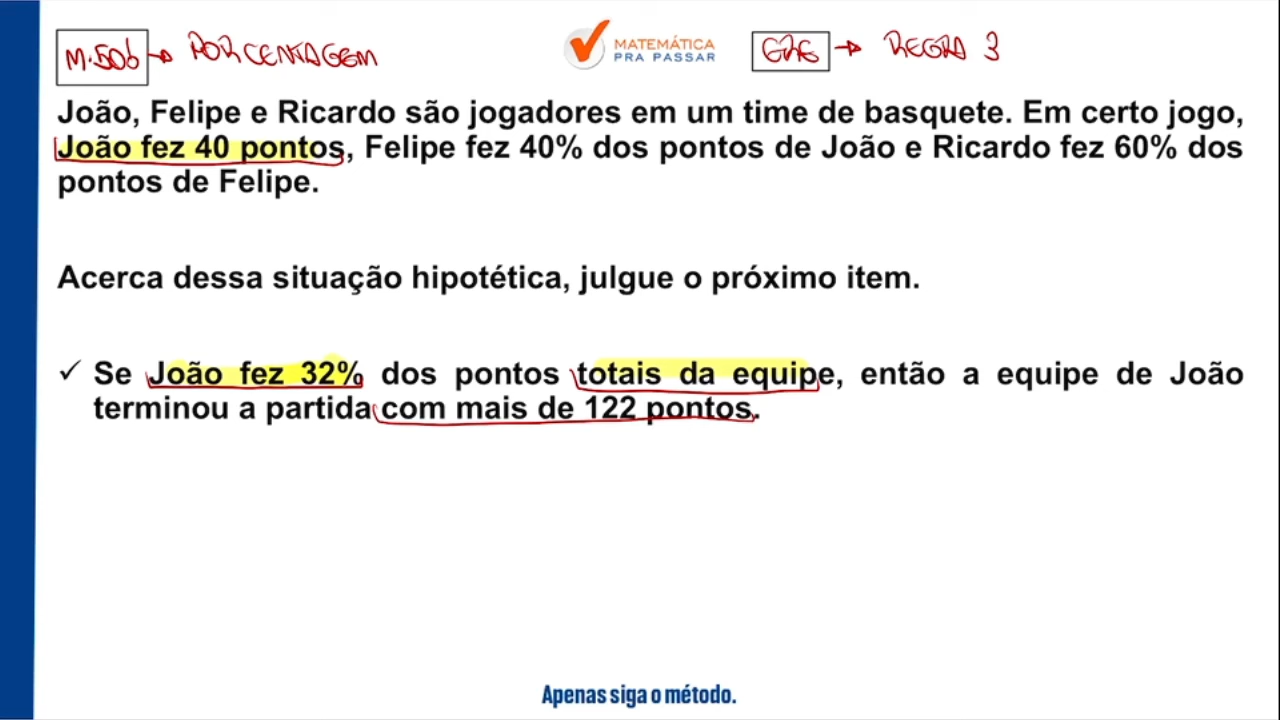 M.506 → PORCENTAGEM
MATEMÁTICA
PRA PASSAR
→ REGRA 3
João, Felipe e Ricardo são jogadores em um time de basquete. Em certo jogo,
João fez 40 pontos, Felipe fez 40% dos pontos de João e Ricardo fez 60% dos
pontos de Felipe.
Acerca dessa situação hipotética, julgue o próximo item.
✓ Se João fez 32% dos pontos totais da equipe, então a equipe de João
terminou a partida com mais de 122 pontos.
Apenas siga o método.